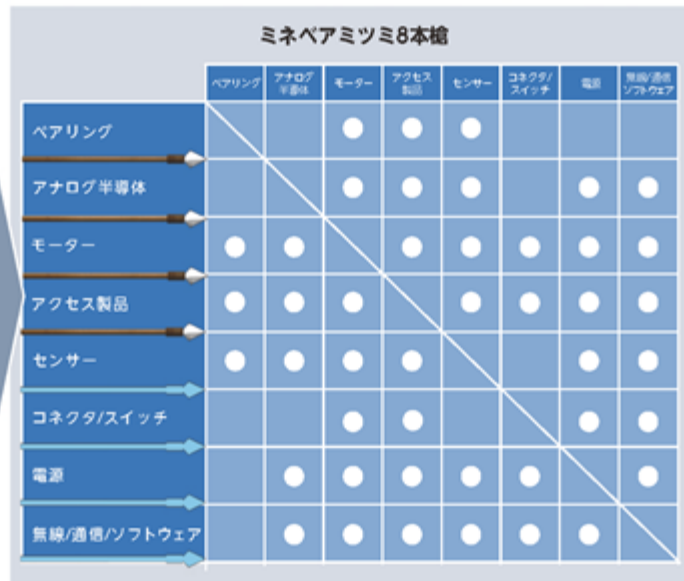 ミネベアミツミ8本槍
ベアリング
アナログ
半導体
モーター
アクセス
製品
センサー
コネクタ/
スイッチ
電源
無線/通信
ソフトウェア
ベアリング
アナログ半導体
モーター
アクセス製品
センサー
コネクタ/スイッチ
電源
無線/通信/ソフトウェア